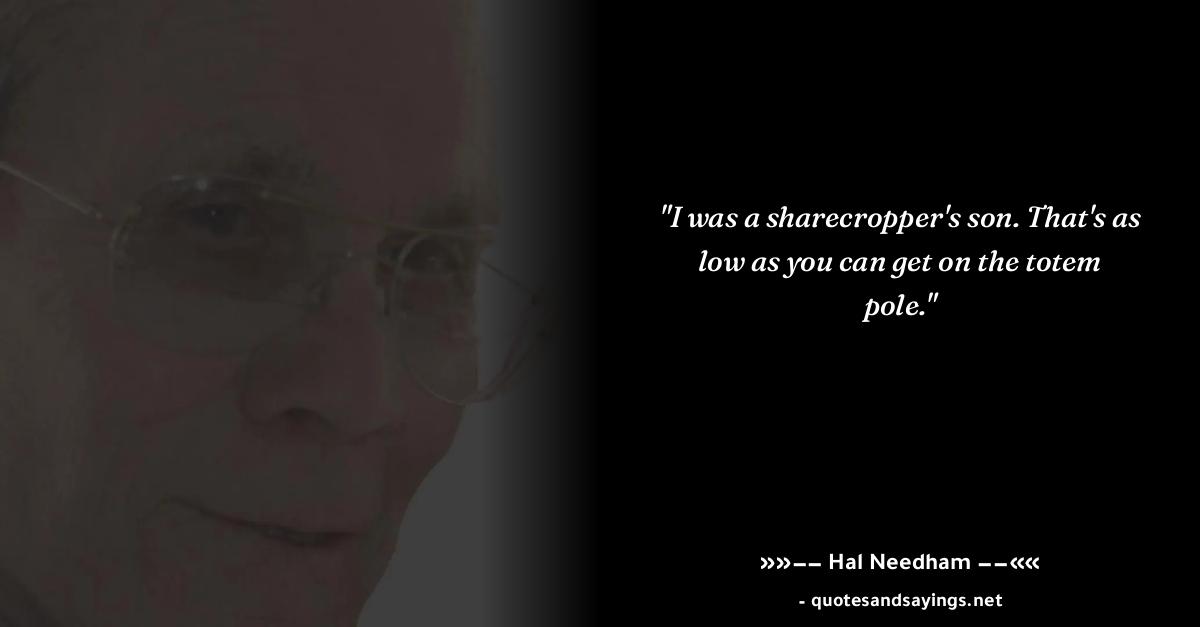 "I was a sharecropper's son. That's as
low as you can get on the totem
pole."
»»−− Hal Needham −−««
- quotesandsayings.net